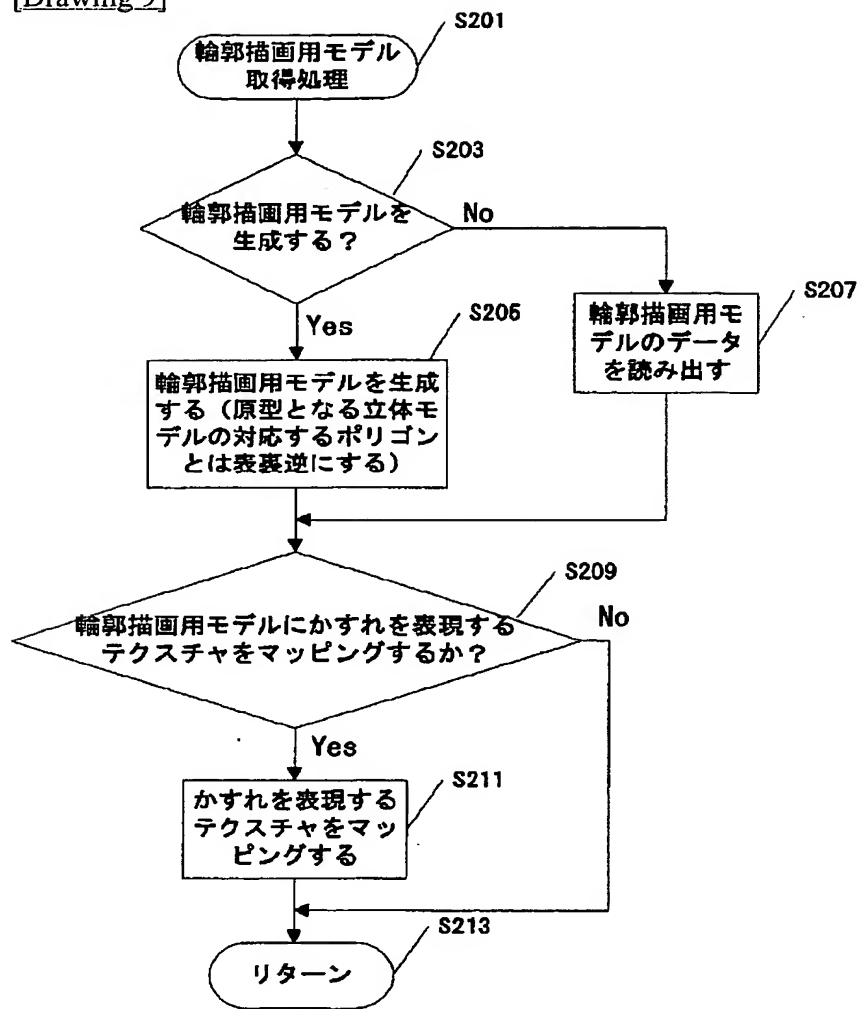 [Drawing 9]
S201
輪郭描画用モデル
取得処理
S203
輪郭描画用モデルを
生成する?
No
Yes
S205
輪郭描画用モデルを生成
する(原型となる立体モ
デルの対応するポリゴン
とは表裏逆にする)
S207
輪郭描画用モ
デルのデータ
を読み出す
S209
輪郭描画用モデルにかすれを表現する
テクスチャをマッピングするか?
No
Yes
S211
かすれを表現する
テクスチャをマッ
ピングする
S213
リターン